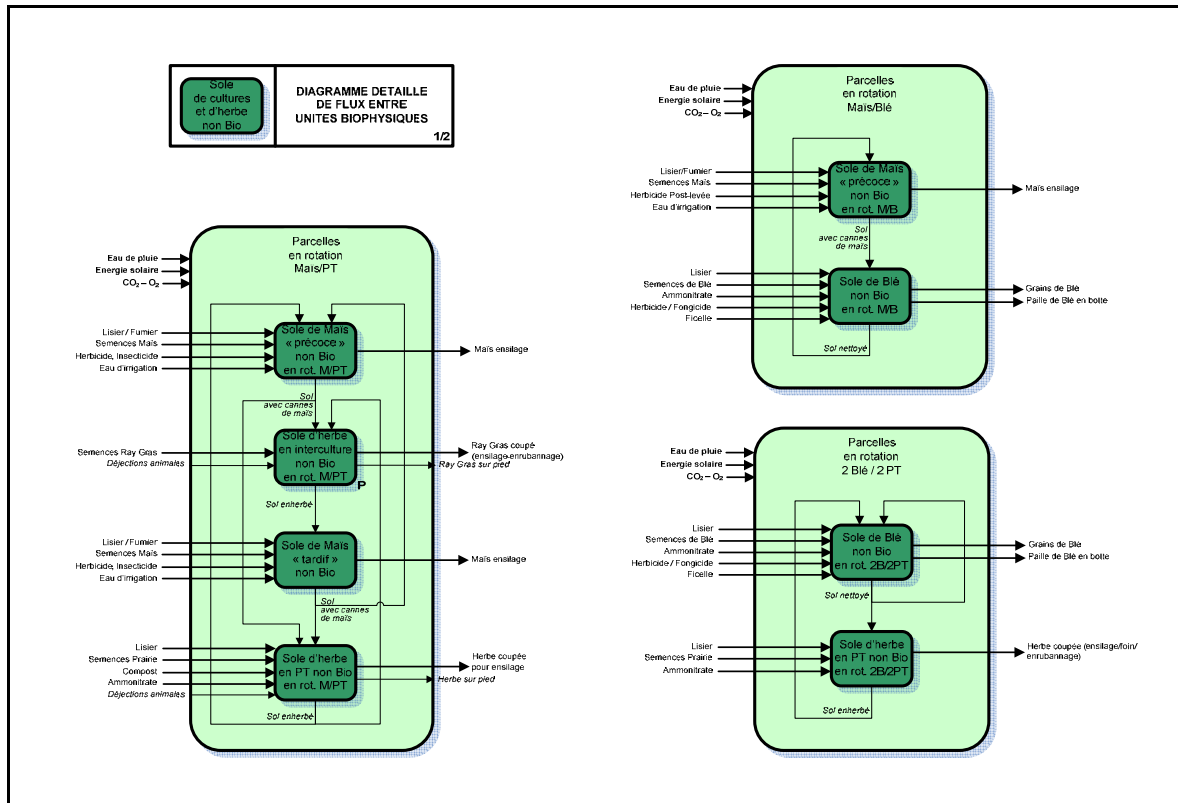 Sole
de cultures
et d'herbe
non Bio
DIAGRAMME DETAILLE
DE FLUX ENTRE
UNITES BIOPHYSIQUES
1/2
Parcelles
en rotation
Maïs/PT
Eau de pluie
Energie solaire
CO₂ – O₂
Lisier / Fumier
Semences Maïs
Herbicide, Insecticide
Eau d'irrigation
Sole de Maïs
« précoce »
non Bio
en rot. M/PT
Maïs ensilage
Sol
avec cannes
de maïs
Semences Ray Gras
Déjections animales
Sole d'herbe
en interculture
non Bio
en rot. M/PT
P
Ray Gras coupé
(ensilage-enrubannage)
Ray Gras sur pied
Sol enherbé
Lisier / Fumier
Semences Maïs
Herbicide, Insecticide
Eau d'irrigation
Sole de Maïs
« tardif »
non Bio
Maïs ensilage
Sol
avec cannes
de maïs
Lisier
Semences Prairie
Compost
Ammonitrate
Déjections animales
Sole d'herbe
en PT non Bio
en rot. M/PT
Herbe coupée
pour ensilage
Herbe sur pied
Sol enherbé
Parcelles
en rotation
Maïs/Blé
Eau de pluie
Energie solaire
CO₂ – O₂
Lisier/Fumier
Semences Maïs
Herbicide Post-levée
Eau d'irrigation
Sole de Maïs
« précoce »
non Bio
en rot. M/B
Maïs ensilage
Sol
avec cannes
de maïs
Lisier
Semences de Blé
Ammonitrate
Herbicide / Fongicide
Ficelle
Sole de Blé
non Bio
en rot. M/B
Grains de Blé
Paille de Blé en botte
Sol nettoyé
Parcelles
en rotation
2 Blé / 2 PT
Eau de pluie
Energie solaire
CO₂ – O₂
Lisier
Semences de Blé
Ammonitrate
Herbicide / Fongicide
Ficelle
Sole de Blé
non Bio
en rot. 2B/2PT
Grains de Blé
Paille de Blé en botte
Sol nettoyé
Lisier
Semences Prairie
Ammonitrate
Sole d'herbe
en PT non Bio
en rot. 2B/2PT
Herbe coupée (ensilage/foin/
enrubannage)
Sol enherbé